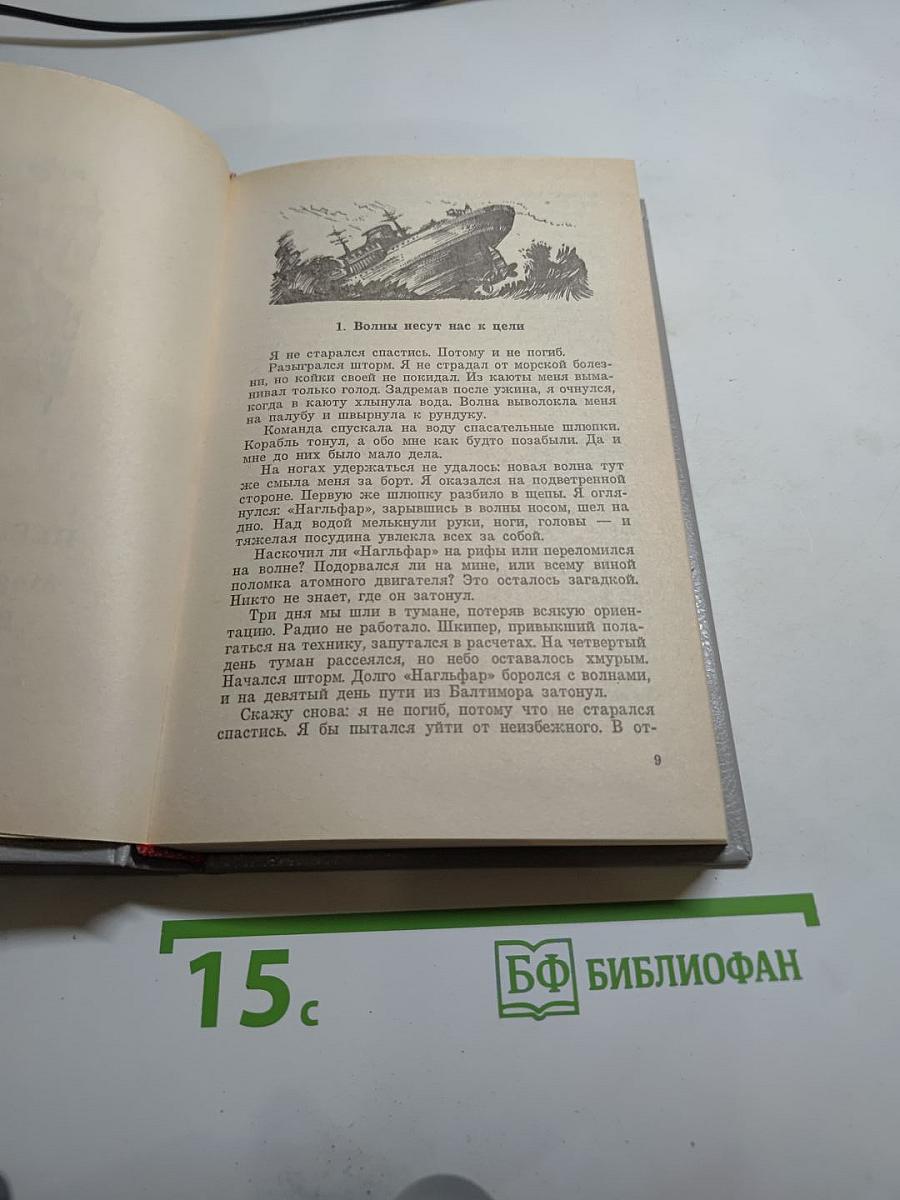 1. Волны несут нас к цели
Я не старался спастись. Потому и не погиб.
Разыгрался шторм. Я не страдал от морской болез-
ни, но койки своей не покидал. Из каюты меня выма-
нивал только голод. Задремав после ужина, я очнулся,
когда в каюту хлынула вода. Волна выволокла меня
на палубу и швырнула к рундуку.
Команда спускала на воду спасательные шлюпки.
Корабль тонул, а обо мне как будто позабыли. Да и
мне до них было мало дела.
На ногах удержаться не удалось: новая волна тут
же смыла меня за борт. Я оказался на подветренной
стороне. Первую же шлюпку разбило в щепы. Я огля-
нулся: «Нагльфар», зарывшись в волны носом, шел на
дно. Над водой мелькнули руки, ноги, головы — и
тяжелая посудина увлекла всех за собой.
Наскочил ли «Нагльфар» на рифы или переломился
на волне? Подорвался ли на мине, или всему виной
поломка атомного двигателя? Это осталось загадкой.
Никто не знает, где он затонул.
Три дня мы шли в тумане, потеряв всякую ориен-
тацию. Радио не работало. Шкипер, привыкший пола-
гаться на технику, запутался в расчетах. На четвертый
день туман рассеялся, но небо оставалось хмурым.
Начался шторм. Долго «Нагльфар» боролся с волнами,
и на девятый день пути из Балтимора затонул.
Скажу снова: я не погиб, потому что не старался
спастись. Я бы пытался уйти от неизбежного. В от-
9
15 с
БФ БИБЛИОФАН